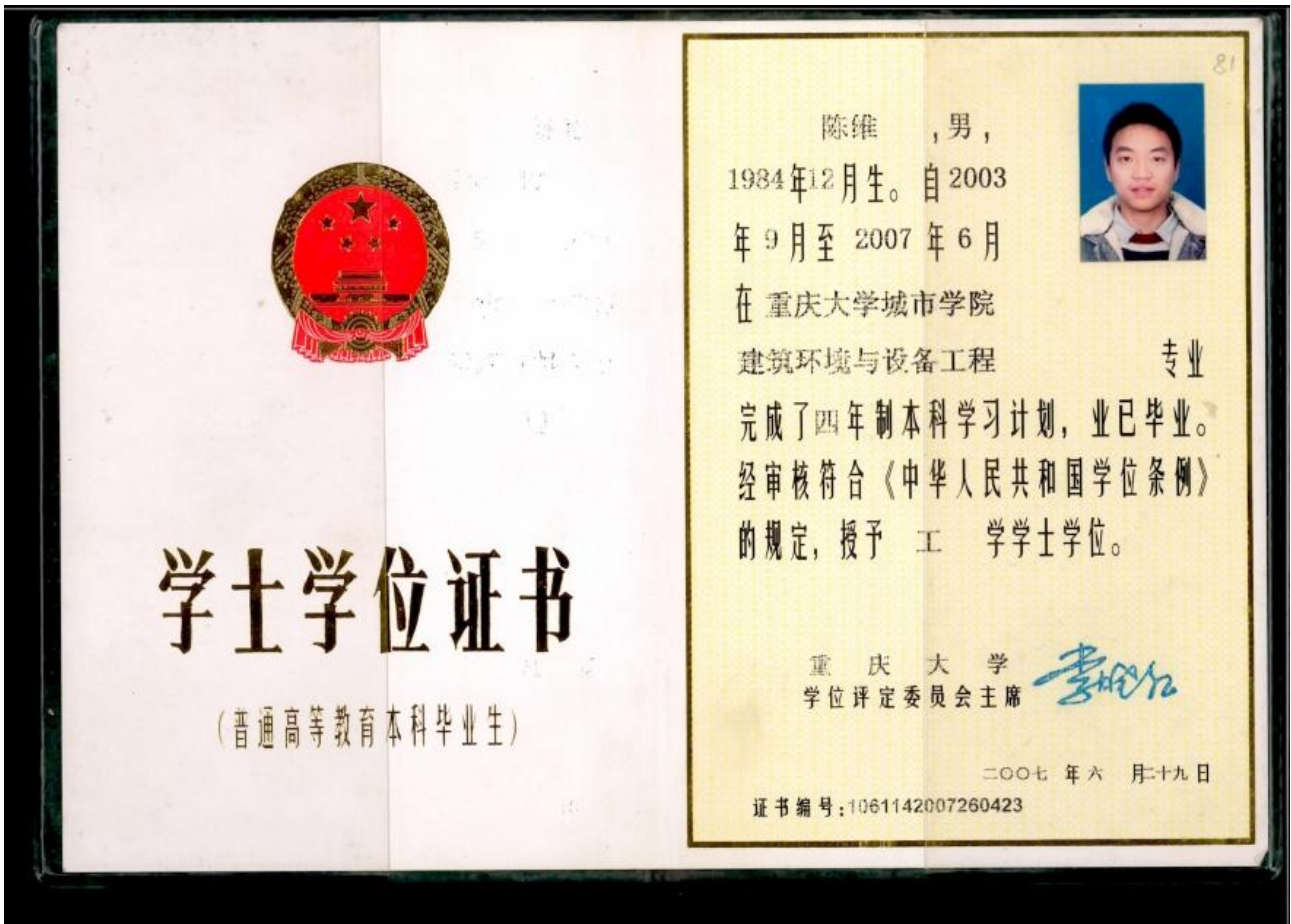 学士学位证书
(普通高等教育本科毕业生)
81
陈维 ,男,
1984年12月生。自2003
年9月至2007年6月
在重庆大学城市学院
建筑环境与设备工程 专业
完成了四年制本科学习计划,业已毕业。
经审核符合《中华人民共和国学位条例》
的规定,授予 工 学学士学位。
重庆大学
学位评定委员会主席 李晓红
二〇〇七 年六 月二十九日
证书编号:1061142007260423